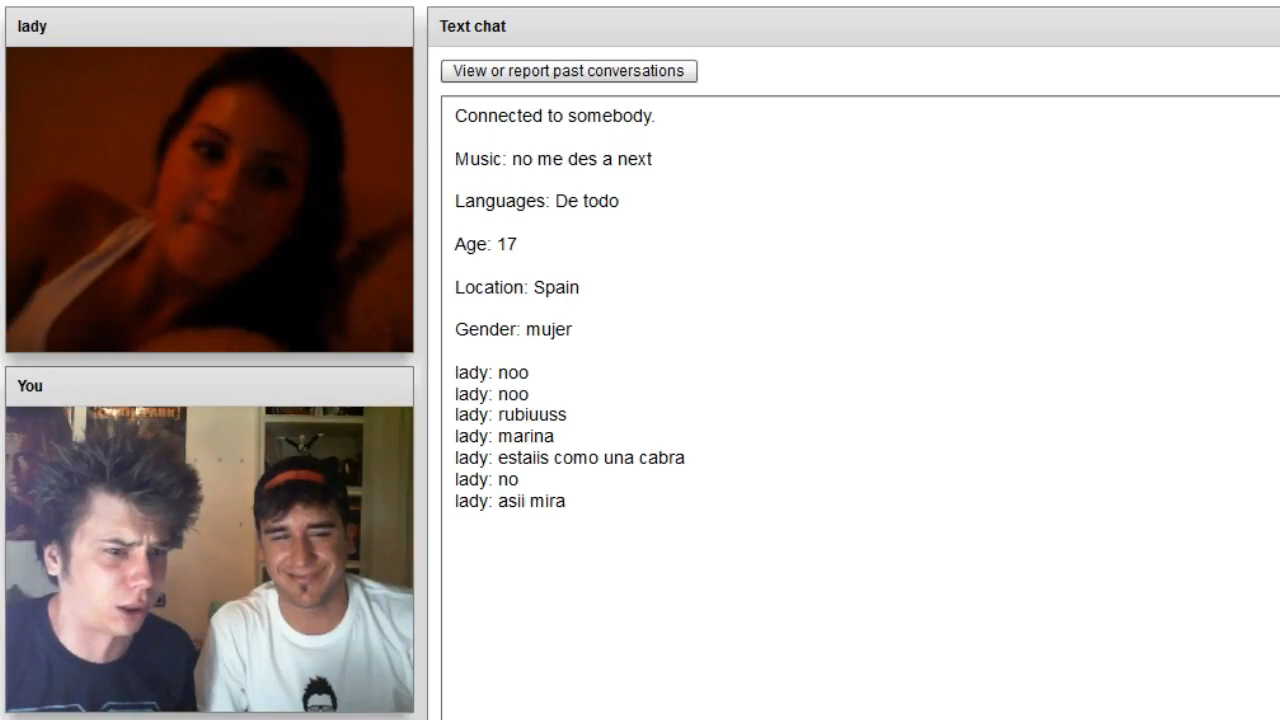 lady
Text chat
View or report past conversations
Connected to somebody.
Music: no me des a next
Languages: De todo
Age: 17
Location: Spain
Gender: mujer
lady: noo
lady: noo
lady: rubiuuss
lady: marina
lady: estaiis como una cabra
lady: no
lady: asii mira
You